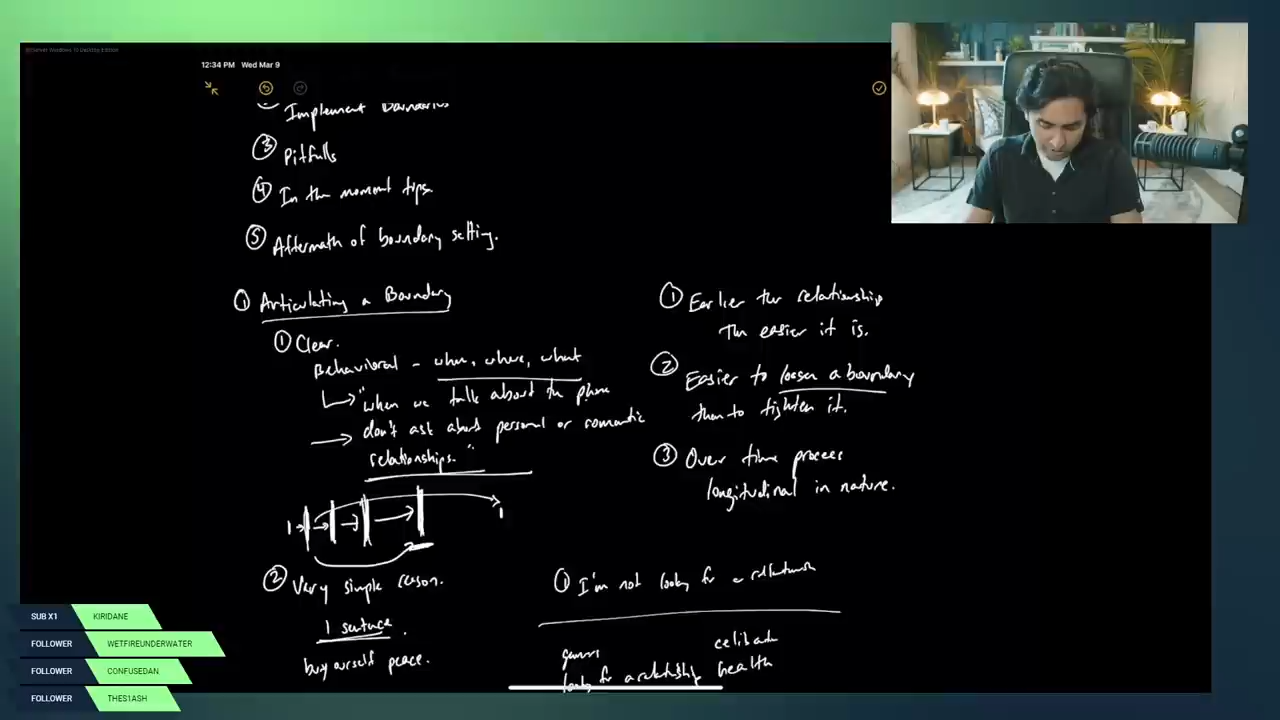 12:34 PM Wed Mar 9
Implement Boundaries
③ Pitfalls
④ In the moment tips.
⑤ Aftermath of boundary setting.
① Articulating a Boundary
① Clear.
Behavioral - when, where, what
"when we talk about the phone
don't ask about personal or romantic
relationships."
② Very simple reason.
1 sentence.
buy ourself peace.
① Earlier the relationship
The easier it is.
② Easier to loosen a boundary
than to tighten it.
③ Over time process
longitudinal in nature.
① I'm not looking for a relationship
celibate
gamers
health
looking for a relationship
SUB X1 KIRIDANE
FOLLOWER WETFIREUNDERWATER
FOLLOWER CONFUSEDAN
FOLLOWER THES1ASH